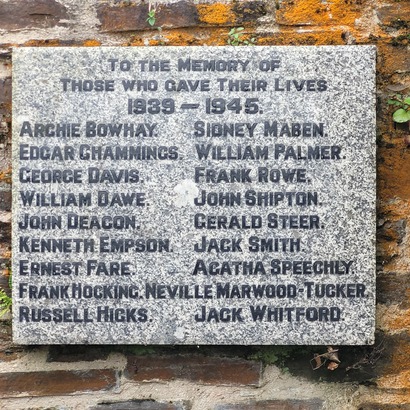 To the Memory of
Those who gave Their Lives
1939 — 1945.
Archie Bowhay. Sidney Maben.
Edgar Chammings. William Palmer.
George Davis. Frank Rowe.
William Dawe. John Shipton.
John Deacon. Gerald Steer.
Kenneth Empson. Jack Smith.
Ernest Fare. Agatha Speechly.
Frank Hocking. Neville Marwood-Tucker.
Russell Hicks. Jack Whitford.